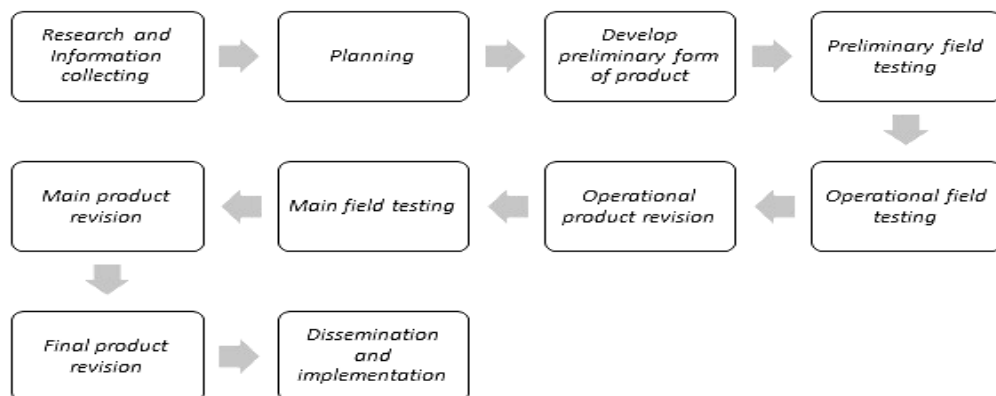 Research and
Information
collecting
Planning
Develop
preliminary form
of product
Preliminary field
testing
Operational field
testing
Operational
product revision
Main field testing
Main product
revision
Final product
revision
Dissemination
and
implementation